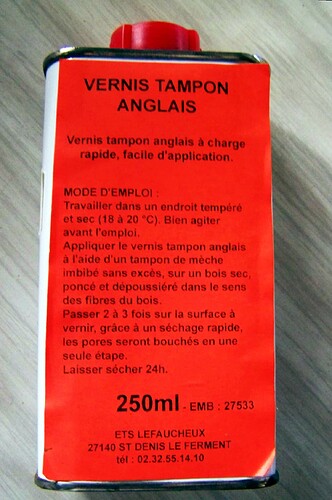 VERNIS TAMPON
ANGLAIS
Vernis tampon anglais à charge
rapide, facile d'application.
MODE D'EMPLOI :
Travailler dans un endroit tempéré
et sec (18 à 20 °C). Bien agiter
avant l'emploi.
Appliquer le vernis tampon anglais
à l'aide d'un tampon de mèche
imbibé sans excès, sur un bois sec,
poncé et dépoussiéré dans le sens
des fibres du bois.
Passer 2 à 3 fois sur la surface à
vernir, grâce à un séchage rapide,
les pores seront bouchés en une
seule étape.
Laisser sécher 24h.
250ml - EMB : 27533
ETS LEFAUCHEUX
27140 ST DENIS LE FERMENT
tél : 02.32.55.14.10